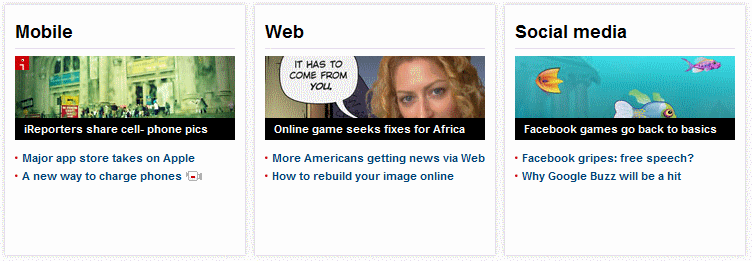 Mobile
iReporters share cell- phone pics
Major app store takes on Apple
A new way to charge phones
Web
IT HAS TO
COME FROM
YOU.
Online game seeks fixes for Africa
More Americans getting news via Web
How to rebuild your image online
Social media
Facebook games go back to basics
Facebook gripes: free speech?
Why Google Buzz will be a hit